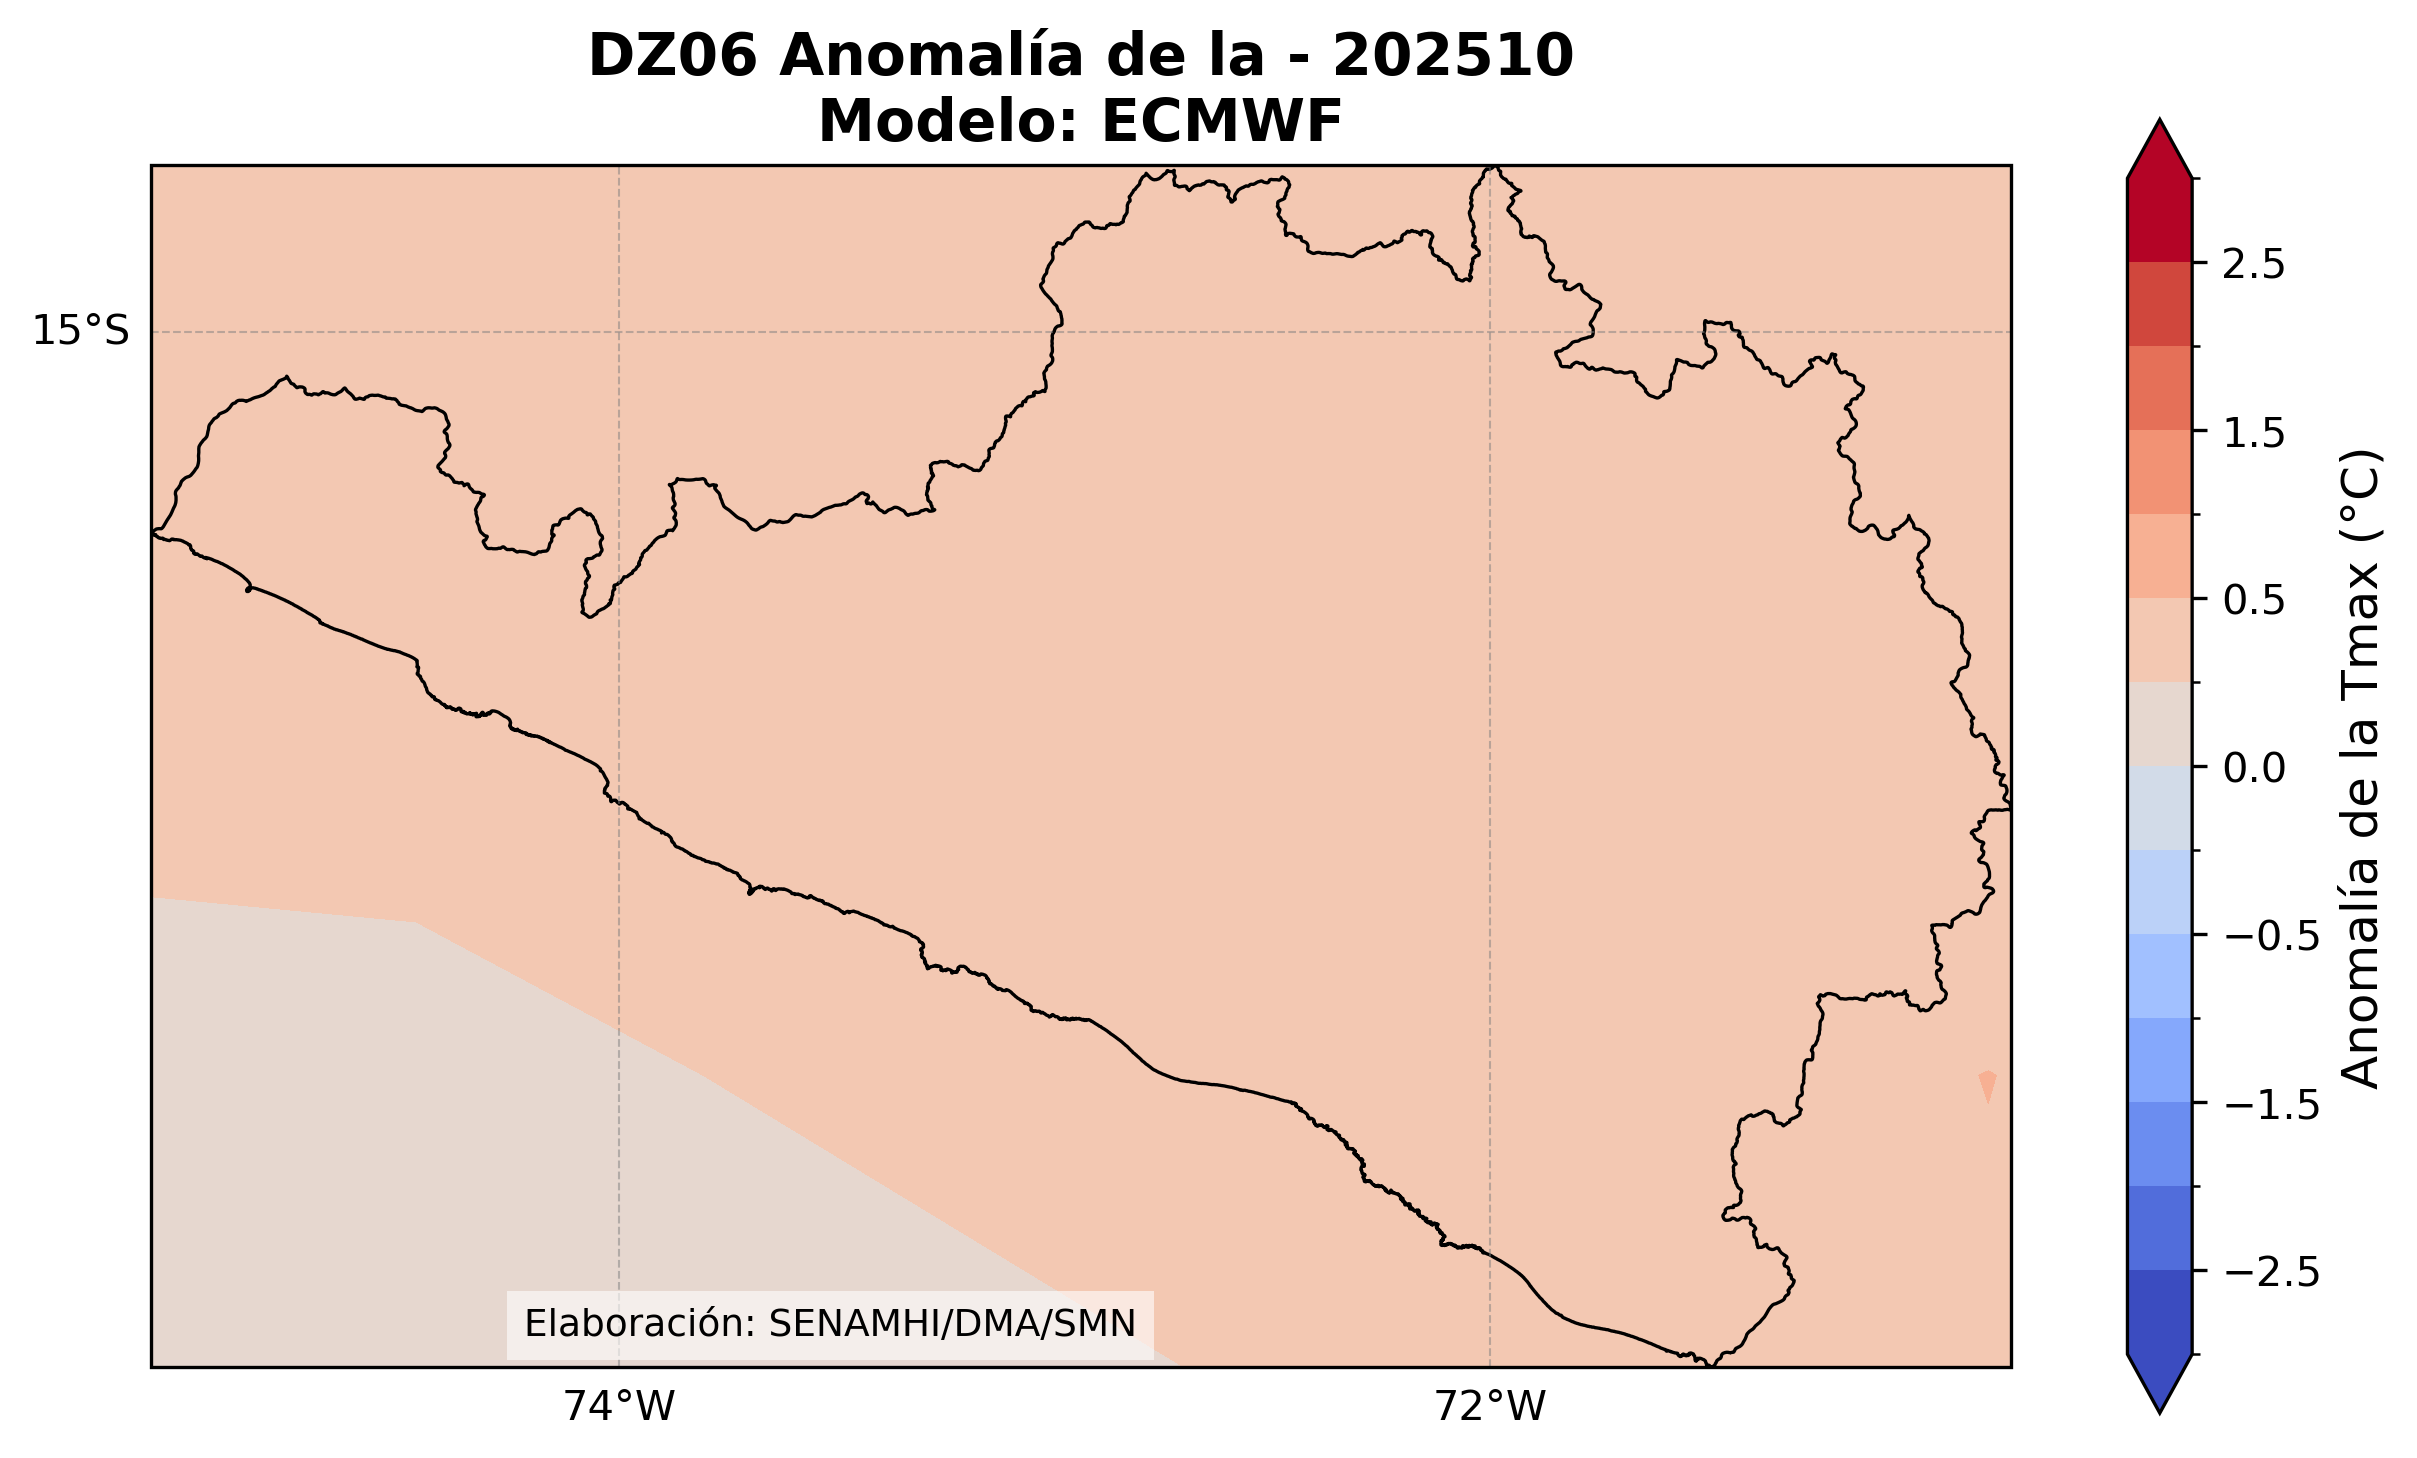 DZ06 Anomalía de la - 202510
Modelo: ECMWF
15°S
74°W
72°W
Elaboración: SENAMHI/DMA/SMN
2.5
1.5
0.5
0.0
−0.5
−1.5
−2.5
Anomalía de la Tmax (°C)